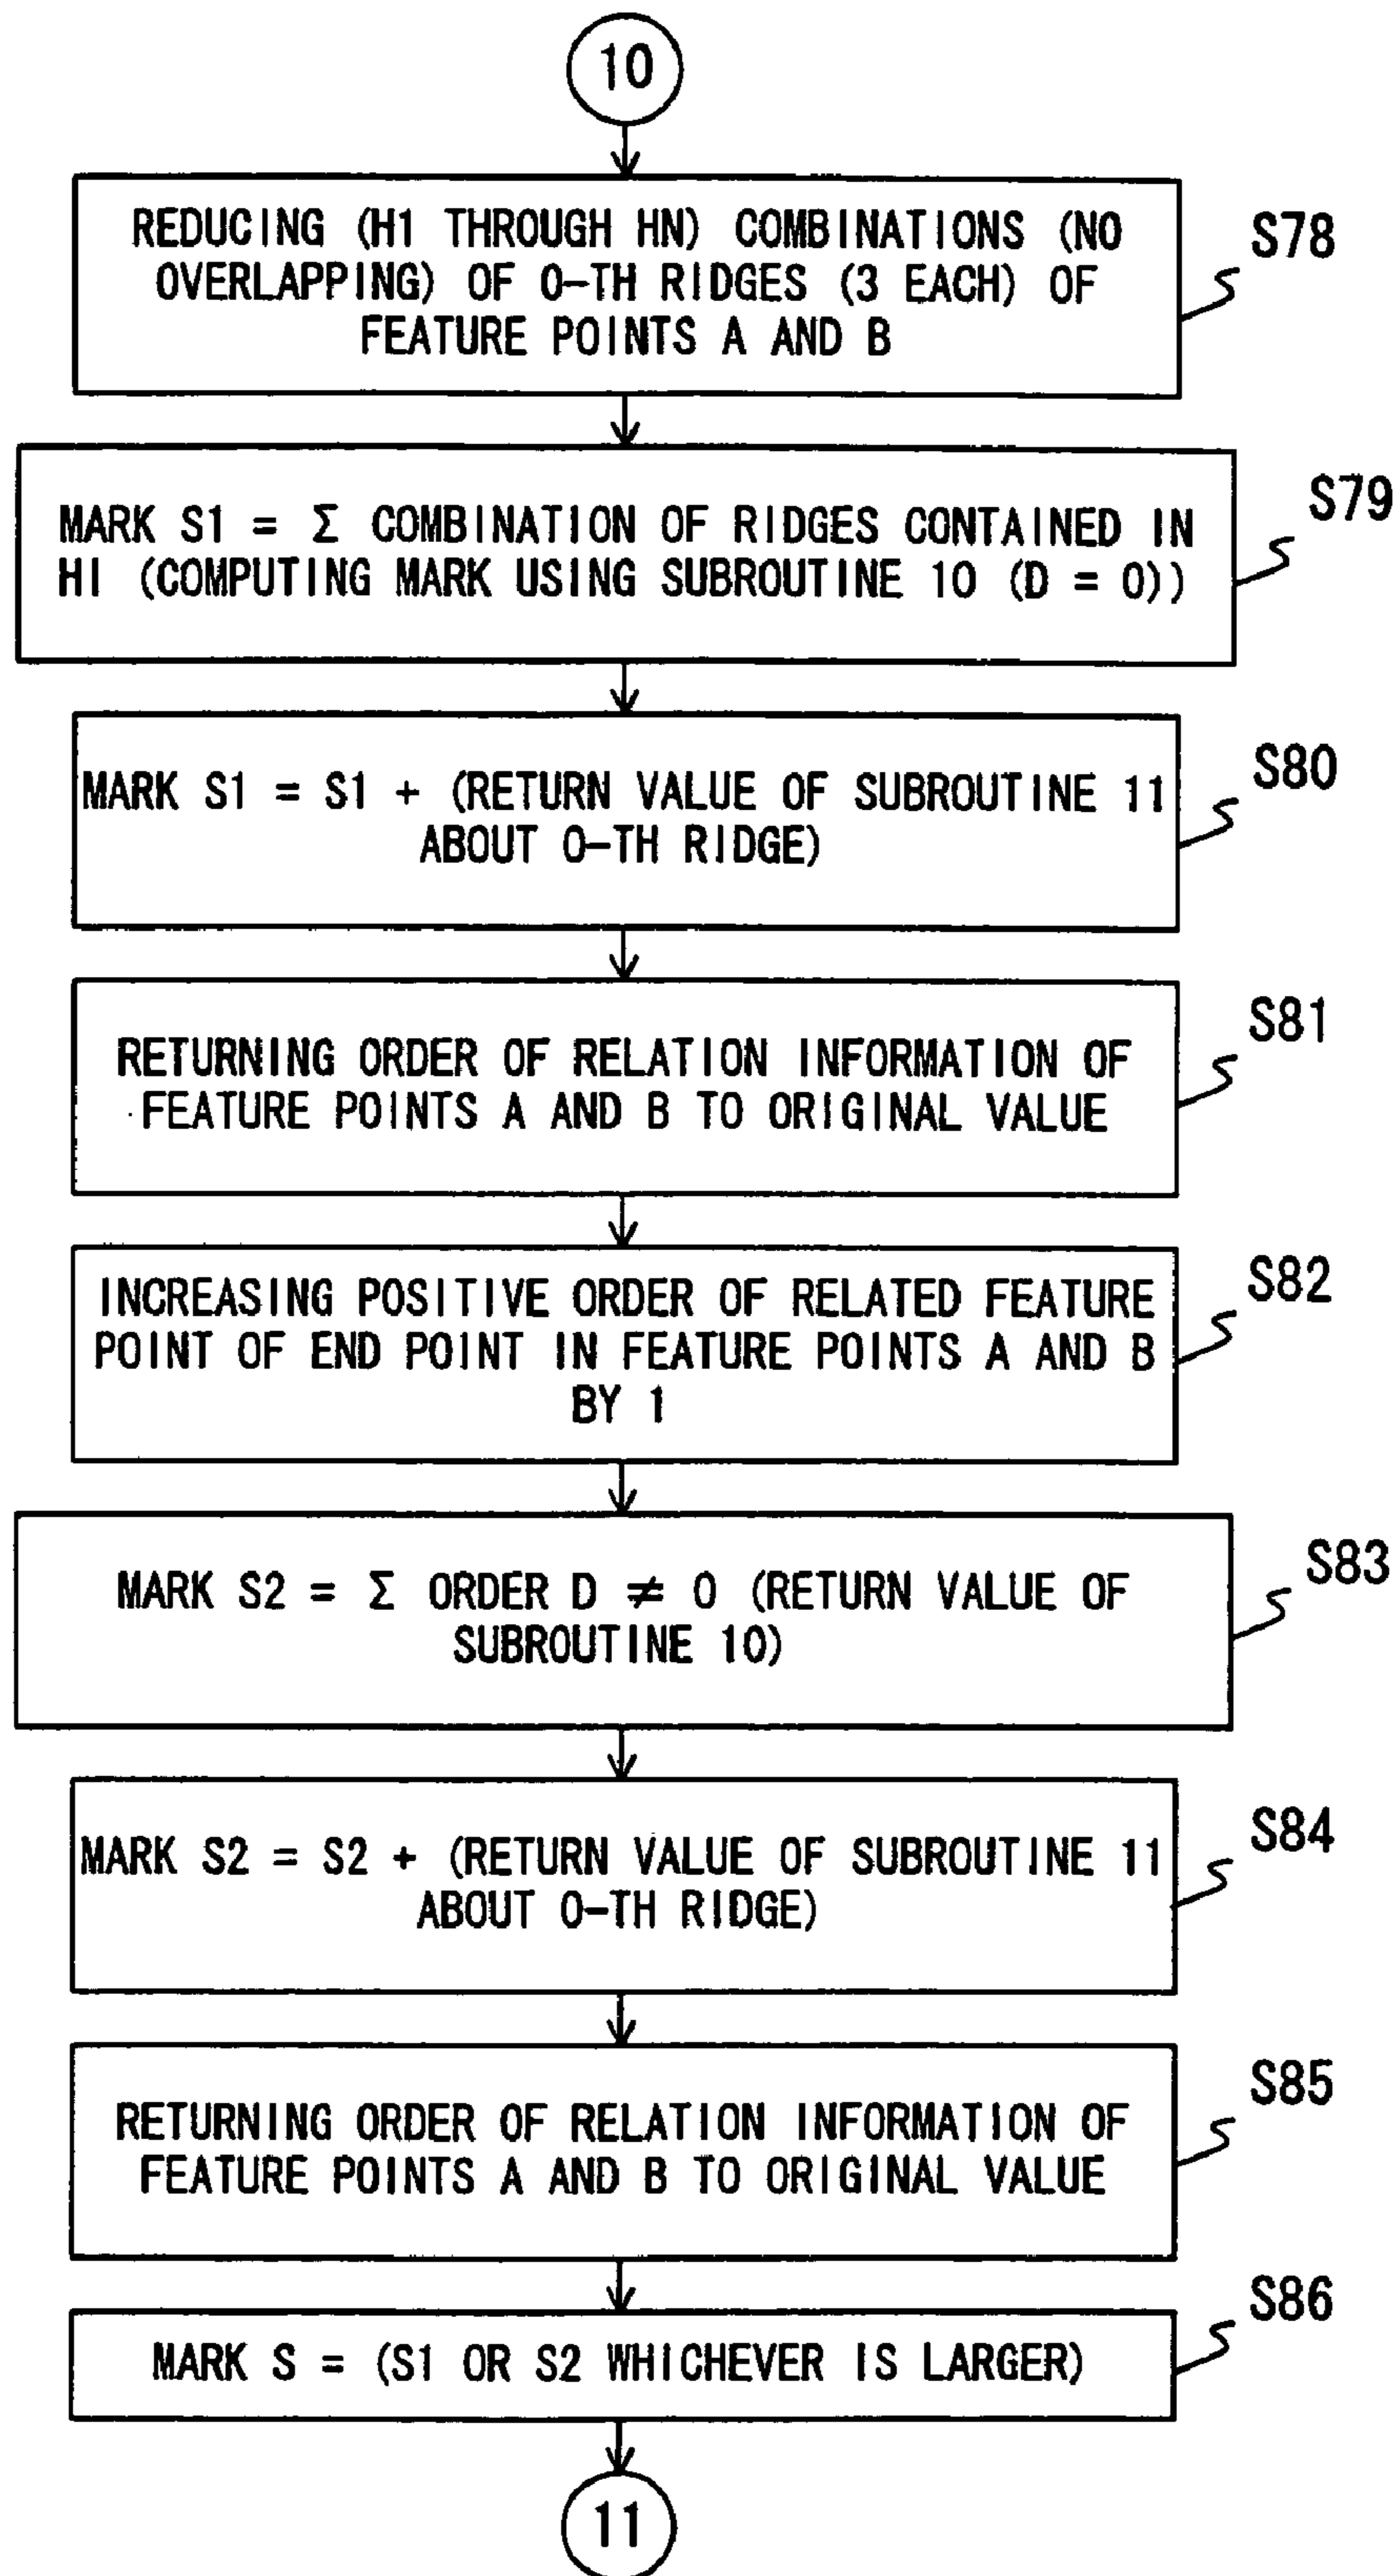 10
REDUCING (H1 THROUGH HN) COMBINATIONS (NO
OVERLAPPING) OF 0-TH RIDGES (3 EACH) OF
FEATURE POINTS A AND B
S78
MARK S1 = Σ COMBINATION OF RIDGES CONTAINED IN
HI (COMPUTING MARK USING SUBROUTINE 10 (D = 0))
S79
MARK S1 = S1 + (RETURN VALUE OF SUBROUTINE 11
ABOUT 0-TH RIDGE)
S80
RETURNING ORDER OF RELATION INFORMATION OF
FEATURE POINTS A AND B TO ORIGINAL VALUE
S81
INCREASING POSITIVE ORDER OF RELATED FEATURE
POINT OF END POINT IN FEATURE POINTS A AND B
BY 1
S82
MARK S2 = Σ ORDER D ≠ 0 (RETURN VALUE OF
SUBROUTINE 10)
S83
MARK S2 = S2 + (RETURN VALUE OF SUBROUTINE 11
ABOUT 0-TH RIDGE)
S84
RETURNING ORDER OF RELATION INFORMATION OF
FEATURE POINTS A AND B TO ORIGINAL VALUE
S85
MARK S = (S1 OR S2 WHICHEVER IS LARGER)
S86
11